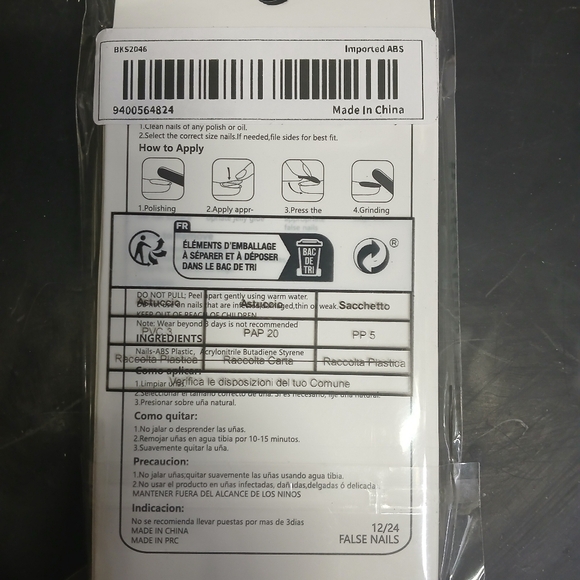 BKS2046 Imported ABS
9400564824 Made In China
1.Clean nails of any polish or oil.
2.Select the correct size nails.If needed,file sides for best fit.
How to Apply
1.Polishing 2.Apply appr- 3.Press the 4.Grinding
FR
ÉLÉMENTS D'EMBALLAGE
À SÉPARER ET À DÉPOSER
DANS LE BAC DE TRI
BAC
DE
TRI
®
DO NOT PULL; Peel apart gently using warm water.
Astuccio Astuccio Sacchetto
KEEP OUT OF REACH OF CHILDREN
Note: Wear beyond 3 days is not recommended
PVC 3 PAP 20 PP 5
INGREDIENTS
Nails-ABS Plastic, Acrylonitrile Butadiene Styrene
Raccolta Plastica Raccolta Carta Raccolta Plastica
Como aplicar:
1.Limpiar
Verifica le disposizioni del tuo Comune
2.Seleccionar el tamaño correcto de uña. Si es necesario, lije
3.Presionar sobre uña natural.
Como quitar:
1.No jalar o desprender las uñas.
2.Remojar uñas en agua tibia por 10-15 minutos.
3.Suavemente quitar la uña.
Precaucion:
1.No jalar uñas;quitar suavemente las uñas usando agua tibia.
2 No usar el producto en uñas infectadas, dañadas,delgadas ó delicada
MANTENER FUERA DEL ALCANCE DE LOS NINOS
Indicacion:
No se recomienda llevar puestas por mas de 3dias
MADE IN CHINA
MADE IN PRC
12/24
FALSE NAILS